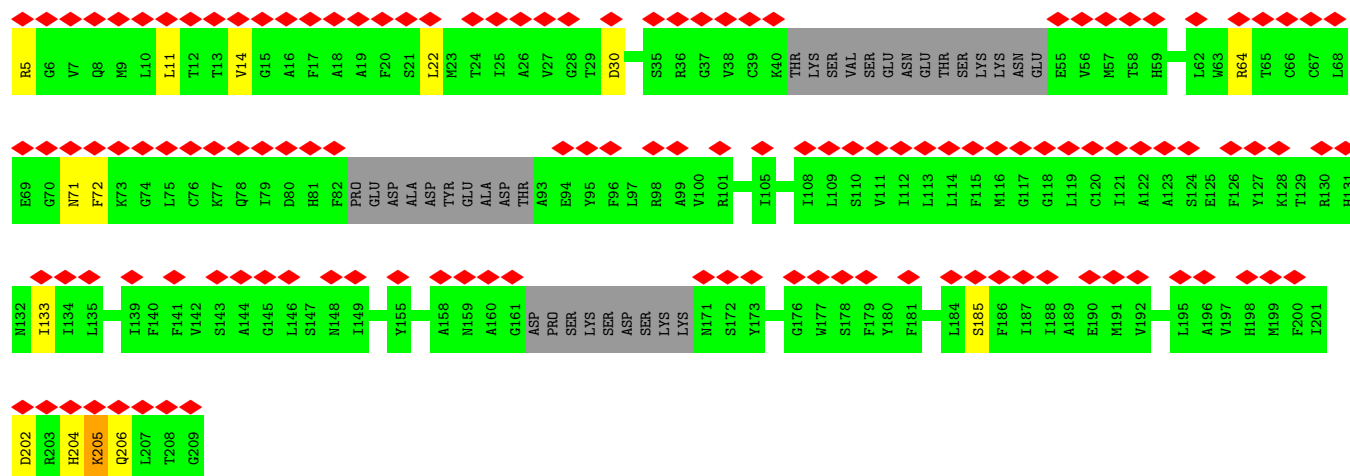 R5 G6 V7 Q8 M9 L10 L11 T12 T13 V14 G15 A16 F17 A18 A19 F20 S21 L22 M23 T24 I25 A26 V27 G28 T29 D30 S35 R36 G37 V38 C39 K40 THR LYS SER VAL SER GLU ASN GLU THR SER LYS LYS ASN GLU E55 V56 M57 T58 H59 L62 W63 R64 T65 C66 C67 L68
E69 G70 N71 F72 K73 G74 L75 C76 K77 Q78 I79 D80 H81 F82 PRO GLU ASP ALA ASP TYR GLU ALA ASP THR A93 E94 Y95 F96 L97 R98 A99 V100 R101 I105 I108 L109 S110 V111 I112 L113 L114 F115 M116 G117 G118 L119 C120 I121 A122 A123 S124 E125 F126 Y127 K128 T129 R130 H131
N132 I133 I134 L135 I139 F140 F141 V142 S143 A144 G145 L146 S147 N148 I149 Y155 A158 N159 A160 G161 ASP PRO SER LYS SER ASP SER LYS LYS N171 S172 Y173 G176 W177 S178 F179 Y180 F181 L184 S185 F186 I187 I188 A189 E190 M191 V192 L195 A196 V197 H198 M199 F200 I201
D202 R203 H204 K205 Q206 L207 T208 G209